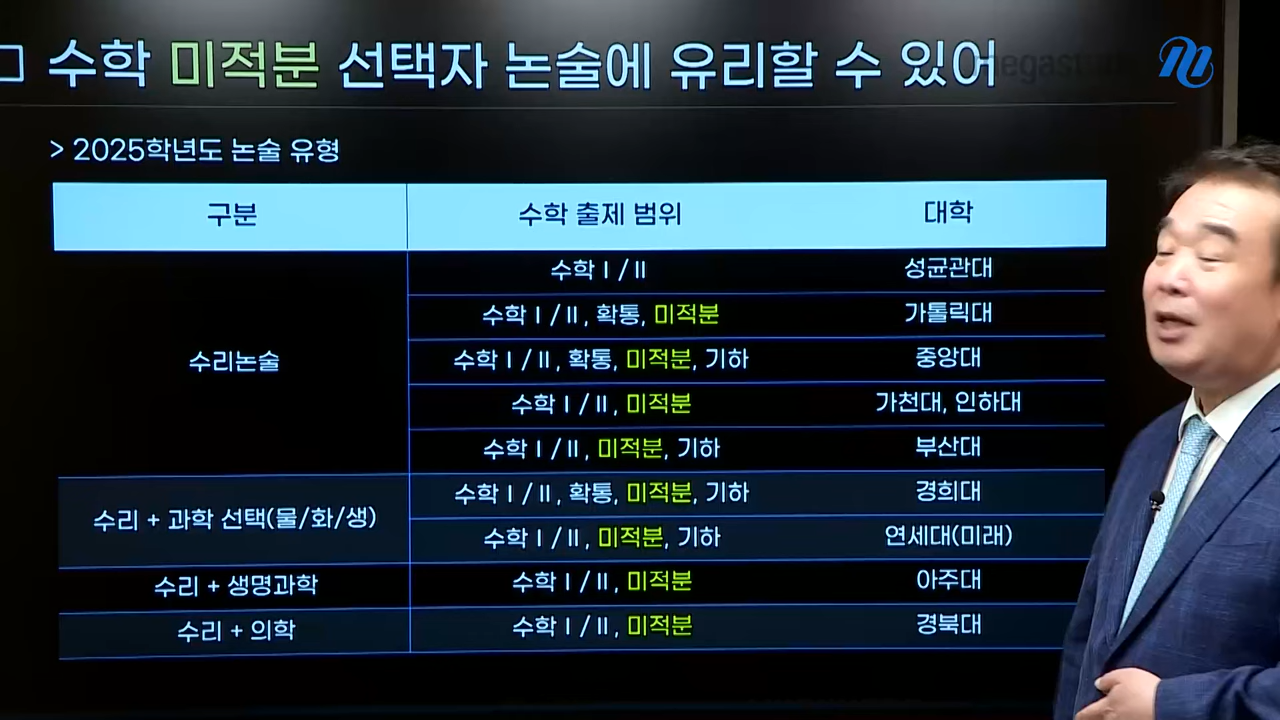 수학 미적분 선택자 논술에 유리할 수 있어
> 2025학년도 논술 유형
구분 수학 출제 범위 대학
수리논술
수학 I / II 성균관대
수학 I / II, 확통, 미적분 가톨릭대
수학 I / II, 확통, 미적분, 기하 중앙대
수학 I / II, 미적분 가천대, 인하대
수학 I / II, 미적분, 기하 부산대
수리 + 과학 선택(물/화/생)
수학 I / II, 확통, 미적분, 기하 경희대
수학 I / II, 미적분, 기하 연세대(미래)
수리 + 생명과학 수학 I / II, 미적분 아주대
수리 + 의학 수학 I / II, 미적분 경북대